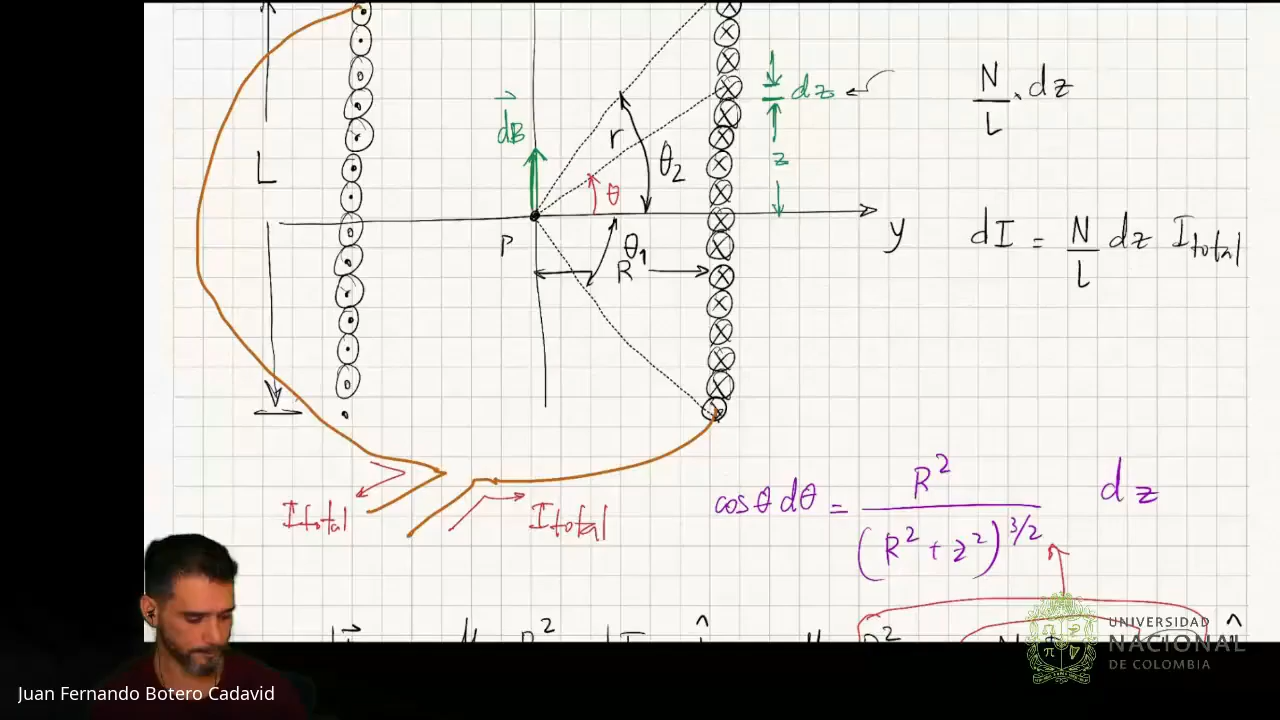 dz
N/L · dz
dB
r
θ2
θ
z
L
P
θ1
R
y
dI = N/L dz Itotal
cosθ dθ = R² / (R² + z²)^3/2 dz
Itotal
Itotal
UNIVERSIDAD
NACIONAL
DE COLOMBIA
Juan Fernando Botero Cadavid